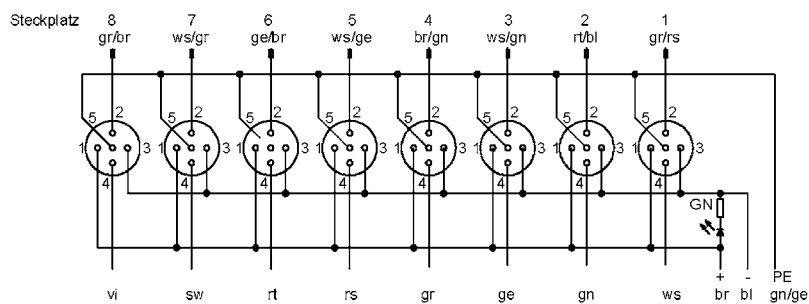 Steckplatz 8 7 6 5 4 3 2 1
gr/br ws/gr ge/br ws/ge br/gn ws/gn rt/bl gr/rs
5 2 5 2 5 2 5 2 5 2 5 2 5 2 5 2
1 3 1 3 1 3 1 3 1 3 1 3 1 3 1 3
4 4 4 4 4 4 4 4
GN
+ - PE
vi sw rt rs gr ge gn ws br bl gn/ge